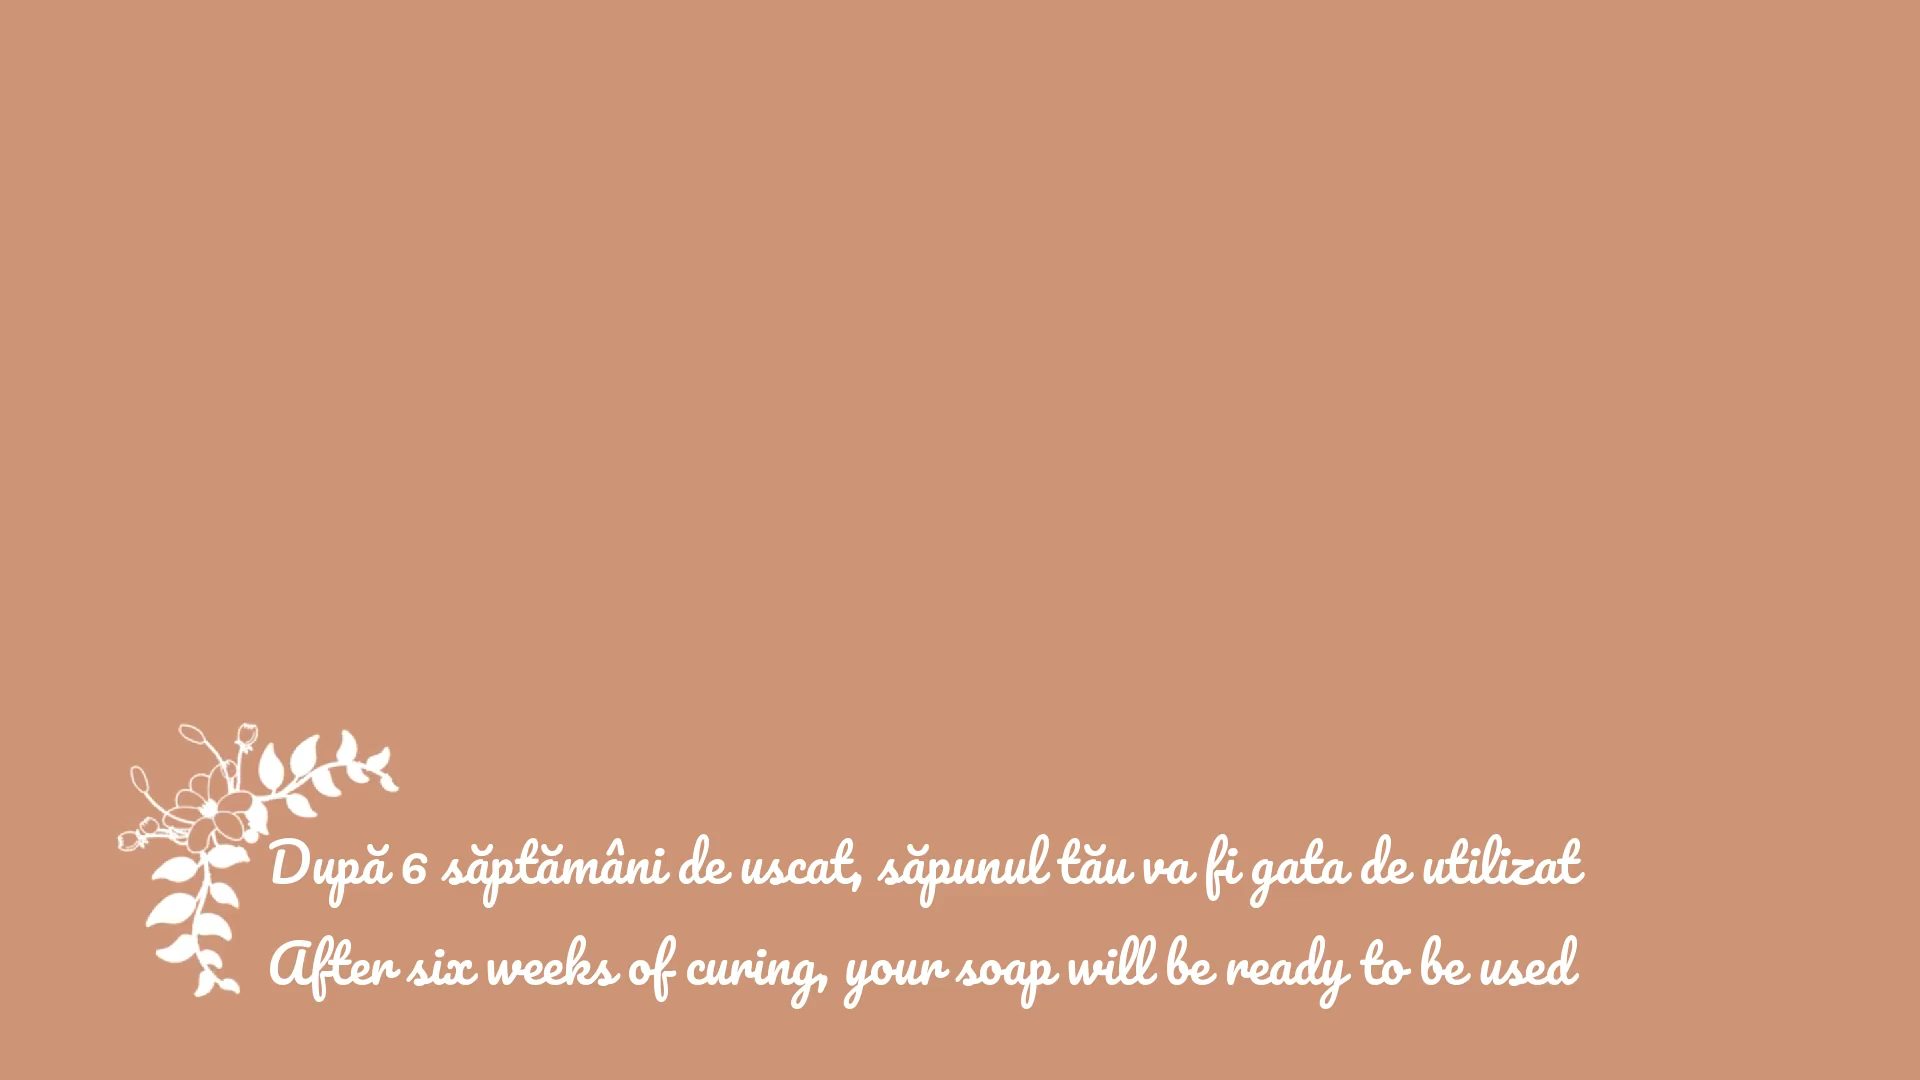 După 6 săptămâni de uscat, săpunul tău va fi gata de utilizat
After six weeks of curing, your soap will be ready to be used